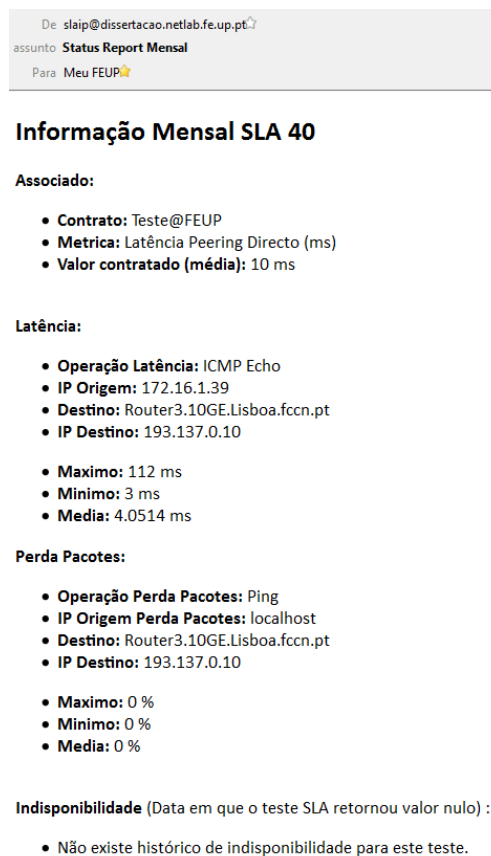 De slaip@dissertacao.netlab.fe.up.pt
assunto Status Report Mensal
Para Meu FEUP
Informação Mensal SLA 40
Associado:
• Contrato: Teste@FEUP
• Metrica: Latência Peering Directo (ms)
• Valor contratado (média): 10 ms
Latência:
• Operação Latência: ICMP Echo
• IP Origem: 172.16.1.39
• Destino: Router3.10GE.Lisboa.fccn.pt
• IP Destino: 193.137.0.10
• Maximo: 112 ms
• Minimo: 3 ms
• Media: 4.0514 ms
Perda Pacotes:
• Operação Perda Pacotes: Ping
• IP Origem Perda Pacotes: localhost
• Destino: Router3.10GE.Lisboa.fccn.pt
• IP Destino: 193.137.0.10
• Maximo: 0 %
• Minimo: 0 %
• Media: 0 %
Indisponibilidade (Data em que o teste SLA retornou valor nulo) :
• Não existe histórico de indisponibilidade para este teste.